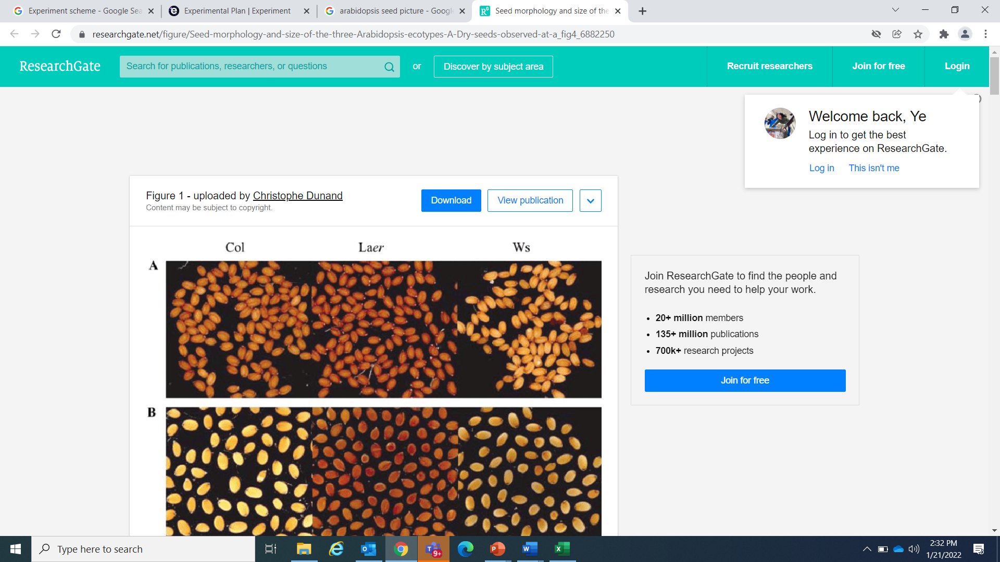 Experiment scheme - Google Sea
Experimental Plan | Experiment
arabidopsis seed picture - Googl
Seed morphology and size of the
researchgate.net/figure/Seed-morphology-and-size-of-the-three-Arabidopsis-ecotypes-A-Dry-seeds-observed-at-a_fig4_6882250
ResearchGate
Search for publications, researchers, or questions
or
Discover by subject area
Recruit researchers
Join for free
Login
Welcome back, Ye
Log in to get the best
experience on ResearchGate.
Log in
This isn't me
Figure 1 - uploaded by Christophe Dunand
Content may be subject to copyright.
Download
View publication
Col
Laer
Ws
A
B
Join ResearchGate to find the people and
research you need to help your work.
20+ million members
135+ million publications
700k+ research projects
Join for free
Type here to search
9+
2:32 PM
1/21/2022